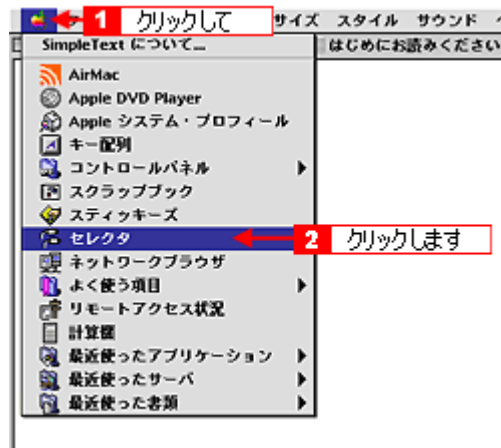 1 クリックして サイズ スタイル サウンド
SimpleText について...
はじめにお読みください
AirMac
Apple DVD Player
Apple システム・プロフィール
キー配列
コントロールパネル
スクラップブック
スティッキーズ
セレクタ 2 クリックします
ネットワークブラウザ
よく使う項目
リモートアクセス状況
計算機
最近使ったアプリケーション
最近使ったサーバ
最近使った書類